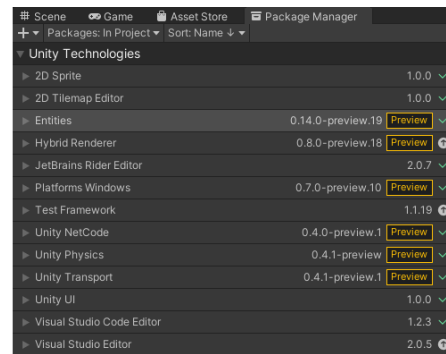 Scene Game Asset Store Package Manager
Packages: In Project Sort: Name ↓
Unity Technologies
2D Sprite 1.0.0
2D Tilemap Editor 1.0.0
Entities 0.14.0-preview.19 Preview
Hybrid Renderer 0.8.0-preview.18 Preview
JetBrains Rider Editor 2.0.7
Platforms Windows 0.7.0-preview.10 Preview
Test Framework 1.1.19
Unity NetCode 0.4.0-preview.1 Preview
Unity Physics 0.4.1-preview Preview
Unity Transport 0.4.1-preview.1 Preview
Unity UI 1.0.0
Visual Studio Code Editor 1.2.3
Visual Studio Editor 2.0.5